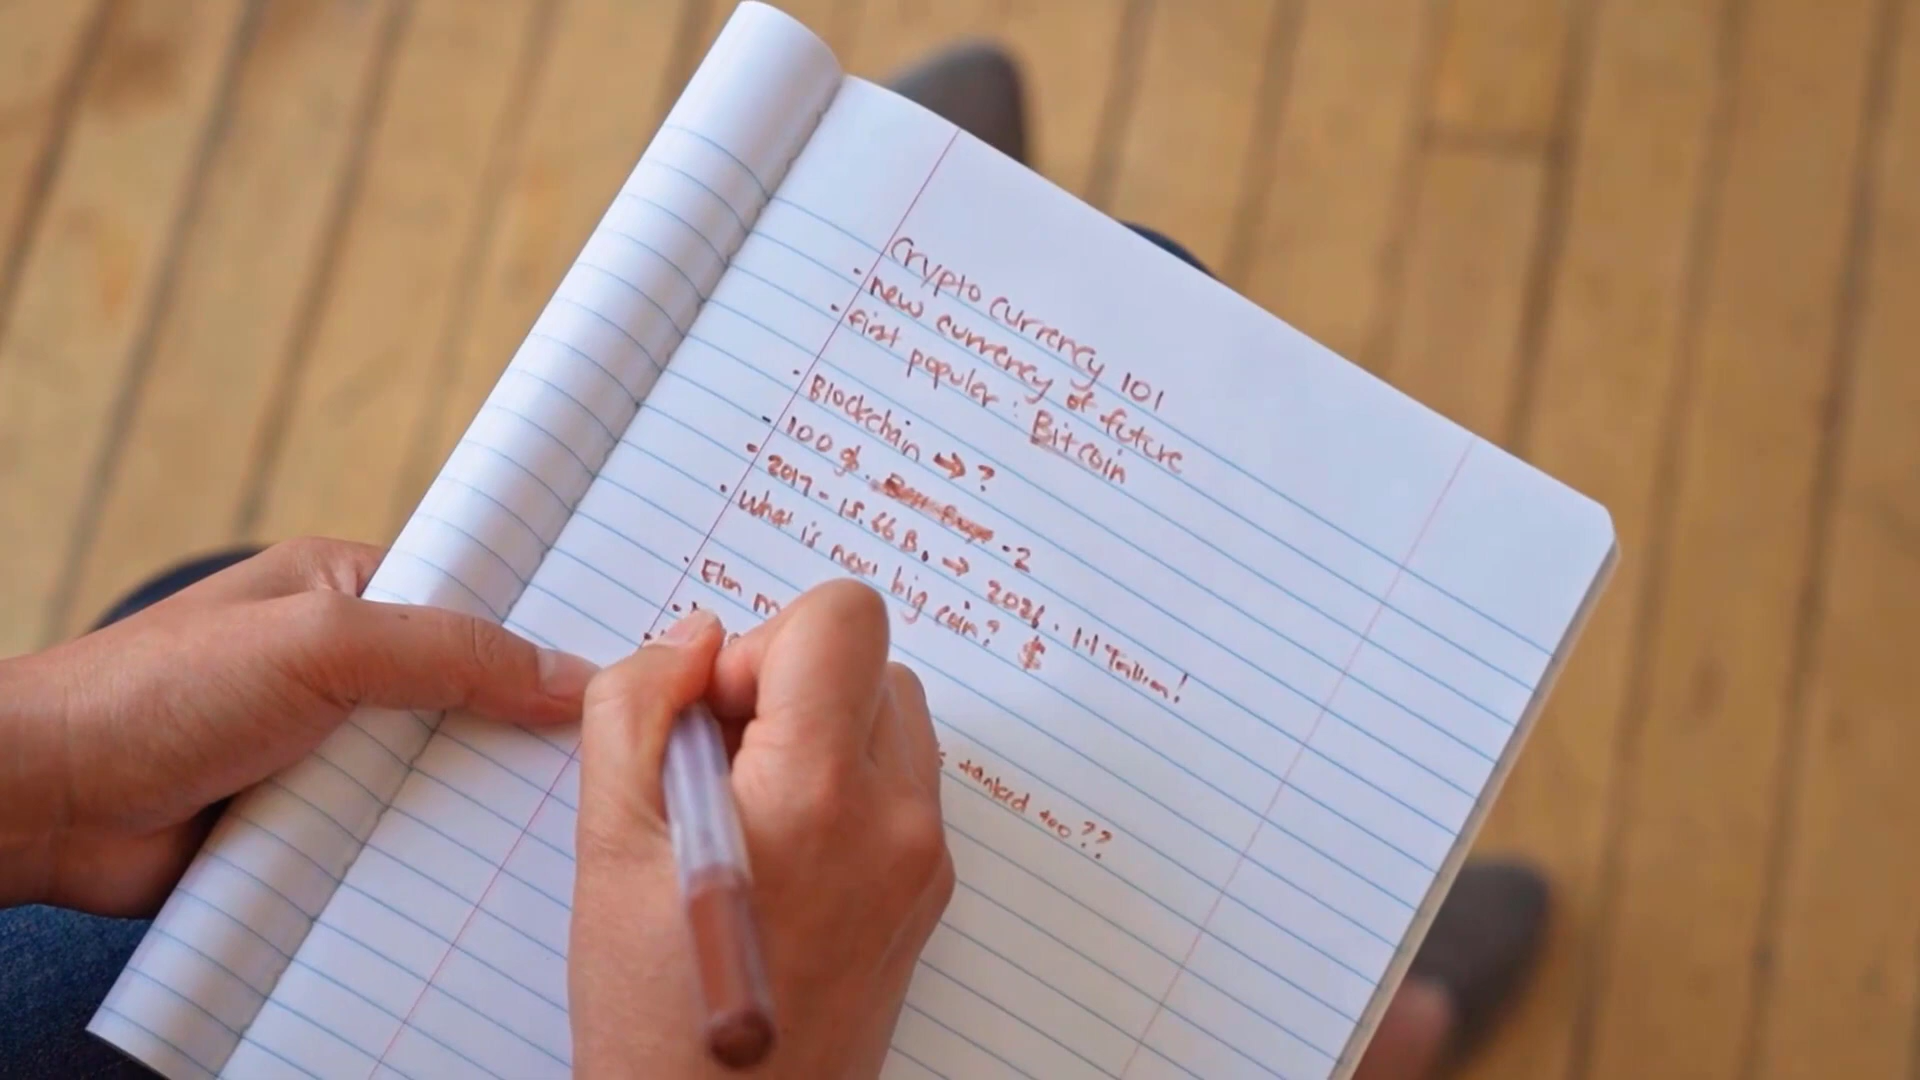 Crypto Currency 101
• new currency of future
• first popular : Bitcoin
• Blockchain → ?
- 100 %. • 2
• 2017 - 15.66 B. → 2021. 1.1 Trillion!
• What is next big coin? $
• Elon
tanked too??